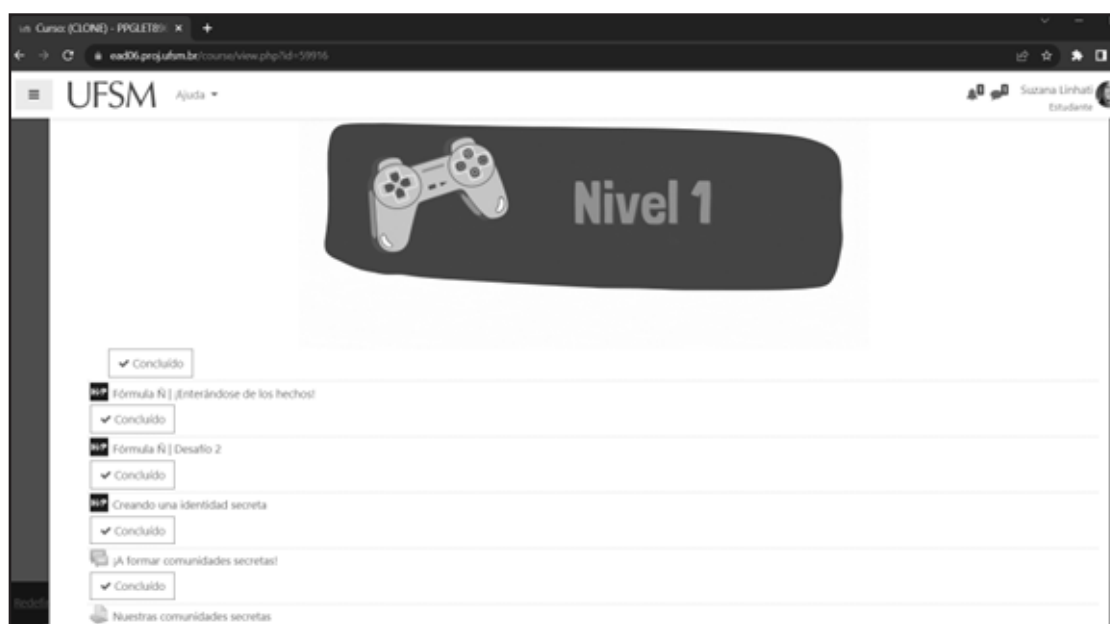 Curso: (CLONE) - PPGLET89
ead06.proj.ufsm.br/course/view.php?id=59916
UFSM Ajuda
Suzana Linhati
Estudante
Nivel 1
Concluído
Fórmula Ñ | ¡Enterándose de los hechos!
Concluído
Fórmula Ñ | Desafío 2
Concluído
Creando una identidad secreta
Concluído
¡A formar comunidades secretas!
Concluído
Nuestras comunidades secretas